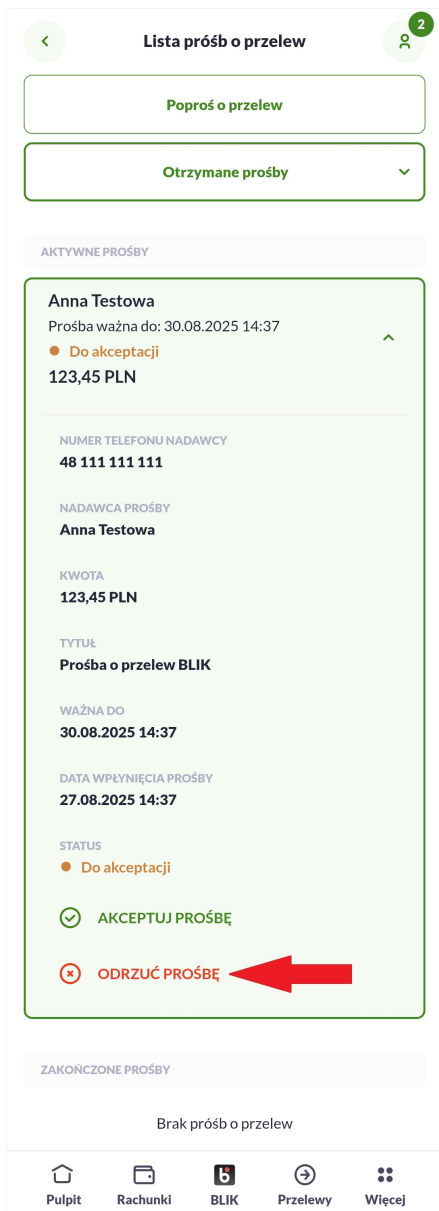 Lista próśb o przelew
2
Poproś o przelew
Otrzymane prośby
AKTYWNE PROŚBY
Anna Testowa
Prośba ważna do: 30.08.2025 14:37
Do akceptacji
123,45 PLN
NUMER TELEFONU NADAWCY
48 111 111 111
NADAWCA PROŚBY
Anna Testowa
KWOTA
123,45 PLN
TYTUŁ
Prośba o przelew BLIK
WAŻNA DO
30.08.2025 14:37
DATA WPŁYNIĘCIA PROŚBY
27.08.2025 14:37
STATUS
Do akceptacji
AKCEPTUJ PROŚBĘ
ODRZUĆ PROŚBĘ
ZAKOŃCZONE PROŚBY
Brak próśb o przelew
Pulpit Rachunki BLIK Przelewy Więcej